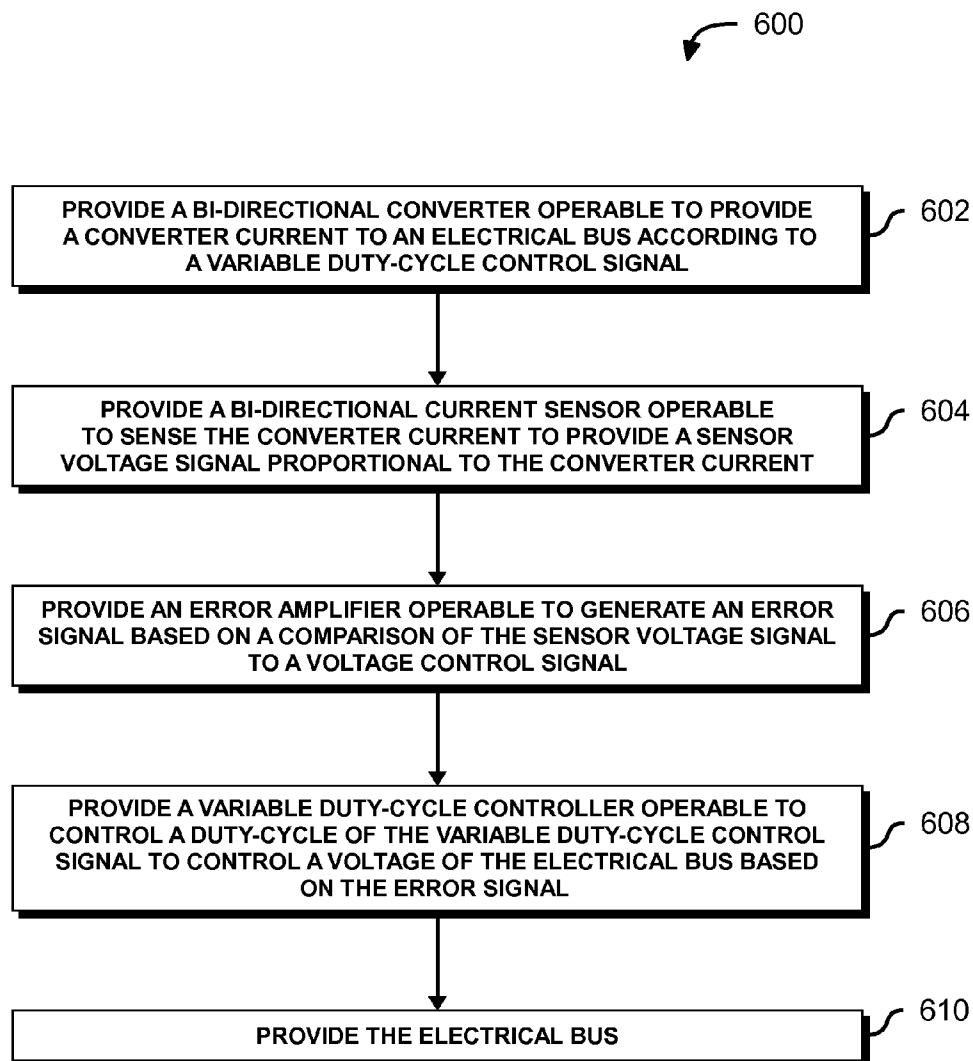 600
PROVIDE A BI-DIRECTIONAL CONVERTER OPERABLE TO PROVIDE
A CONVERTER CURRENT TO AN ELECTRICAL BUS ACCORDING TO
A VARIABLE DUTY-CYCLE CONTROL SIGNAL
602
PROVIDE A BI-DIRECTIONAL CURRENT SENSOR OPERABLE
TO SENSE THE CONVERTER CURRENT TO PROVIDE A SENSOR
VOLTAGE SIGNAL PROPORTIONAL TO THE CONVERTER CURRENT
604
PROVIDE AN ERROR AMPLIFIER OPERABLE TO GENERATE AN ERROR
SIGNAL BASED ON A COMPARISON OF THE SENSOR VOLTAGE SIGNAL
TO A VOLTAGE CONTROL SIGNAL
606
PROVIDE A VARIABLE DUTY-CYCLE CONTROLLER OPERABLE TO
CONTROL A DUTY-CYCLE OF THE VARIABLE DUTY-CYCLE CONTROL
SIGNAL TO CONTROL A VOLTAGE OF THE ELECTRICAL BUS BASED
ON THE ERROR SIGNAL
608
PROVIDE THE ELECTRICAL BUS
610